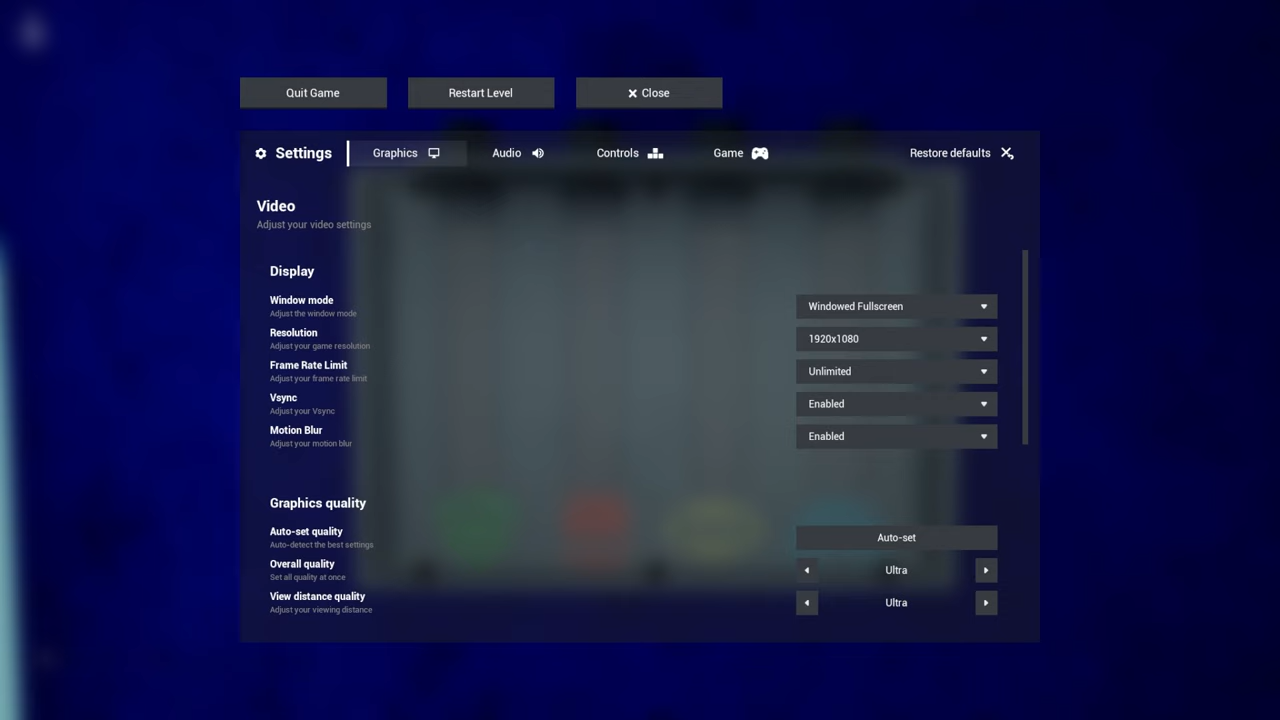 Quit Game
Restart Level
Close
Settings
Graphics
Audio
Controls
Game
Restore defaults
Video
Adjust your video settings
Display
Window mode
Adjust the window mode
Windowed Fullscreen
Resolution
Adjust your game resolution
1920x1080
Frame Rate Limit
Adjust your frame rate limit
Unlimited
Vsync
Adjust your Vsync
Enabled
Motion Blur
Adjust your motion blur
Enabled
Graphics quality
Auto-set quality
Auto-detect the best settings
Auto-set
Overall quality
Set all quality at once
Ultra
View distance quality
Adjust your viewing distance
Ultra